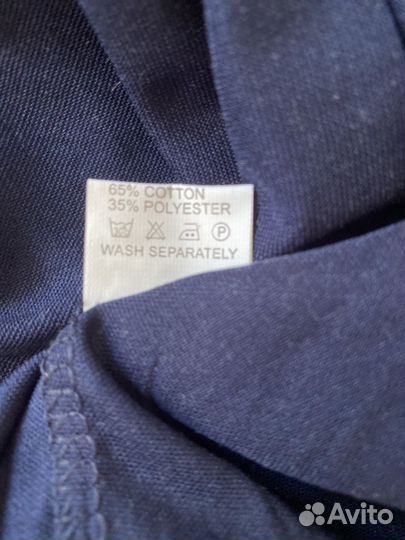 65% COTTON
35% POLYESTER
P
WASH SEPARATELY
Avito